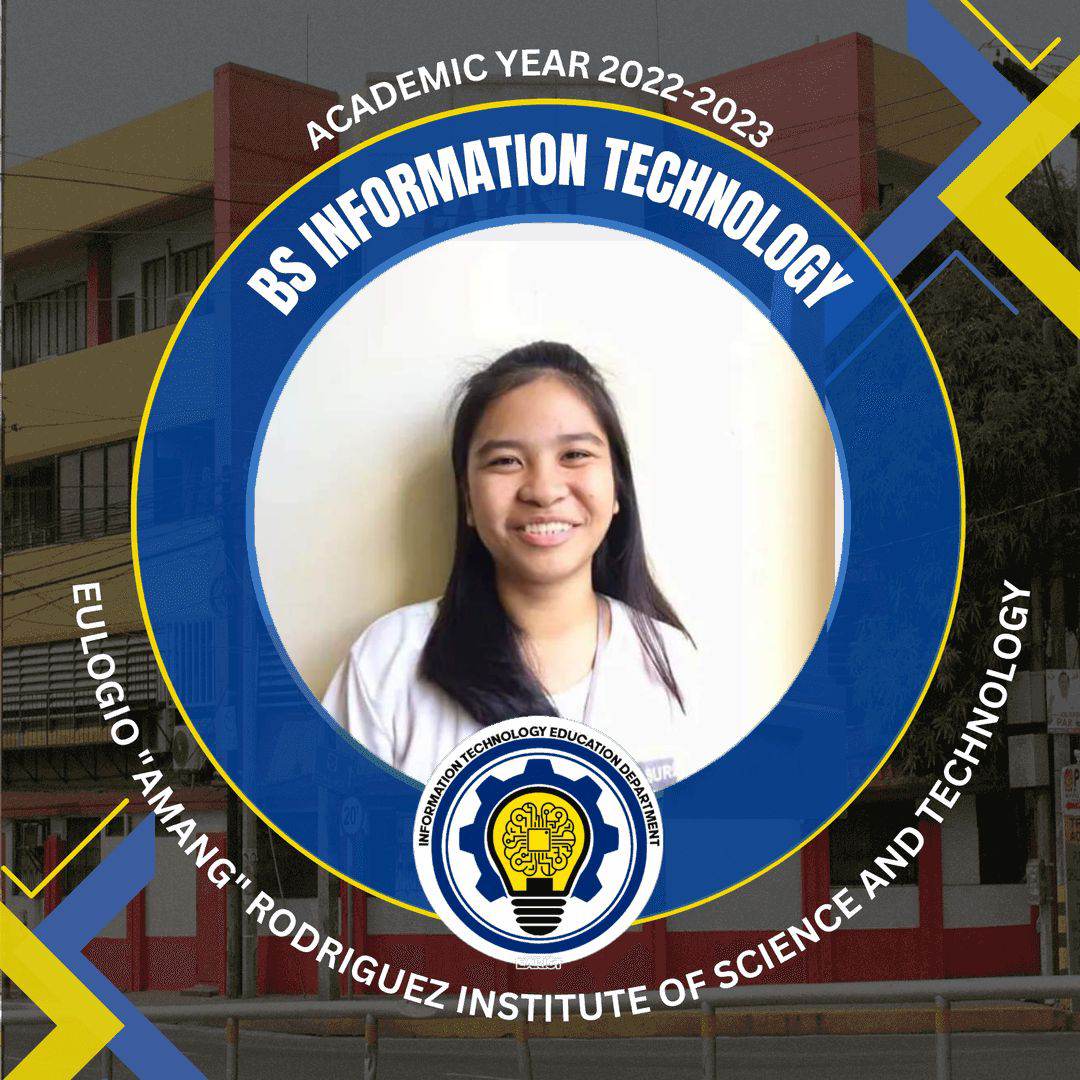 ACADEMIC YEAR 2022-2023
BS INFORMATION TECHNOLOGY
INFORMATION TECHNOLOGY EDUCATION DEPARTMENT
EARIST
EULOGIO "AMANG" RODRIGUEZ INSTITUTE OF SCIENCE AND TECHNOLOGY